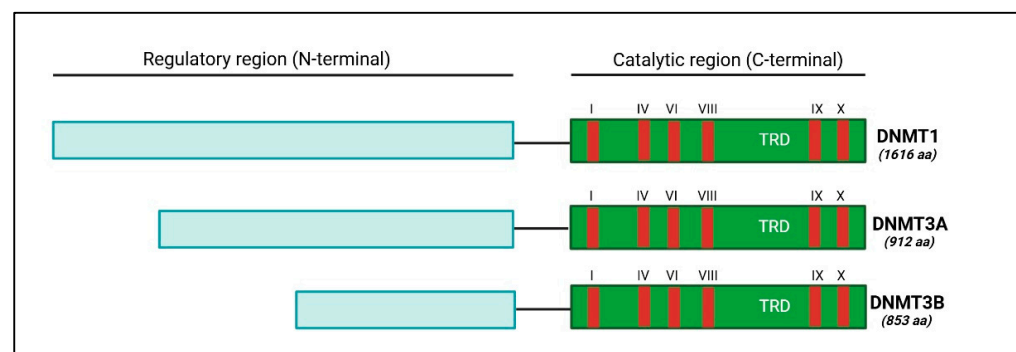 Regulatory region (N-terminal)
Catalytic region (C-terminal)
I IV VI VIII IX X
TRD
DNMT1
(1616 aa)
I IV VI VIII IX X
TRD
DNMT3A
(912 aa)
I IV VI VIII IX X
TRD
DNMT3B
(853 aa)